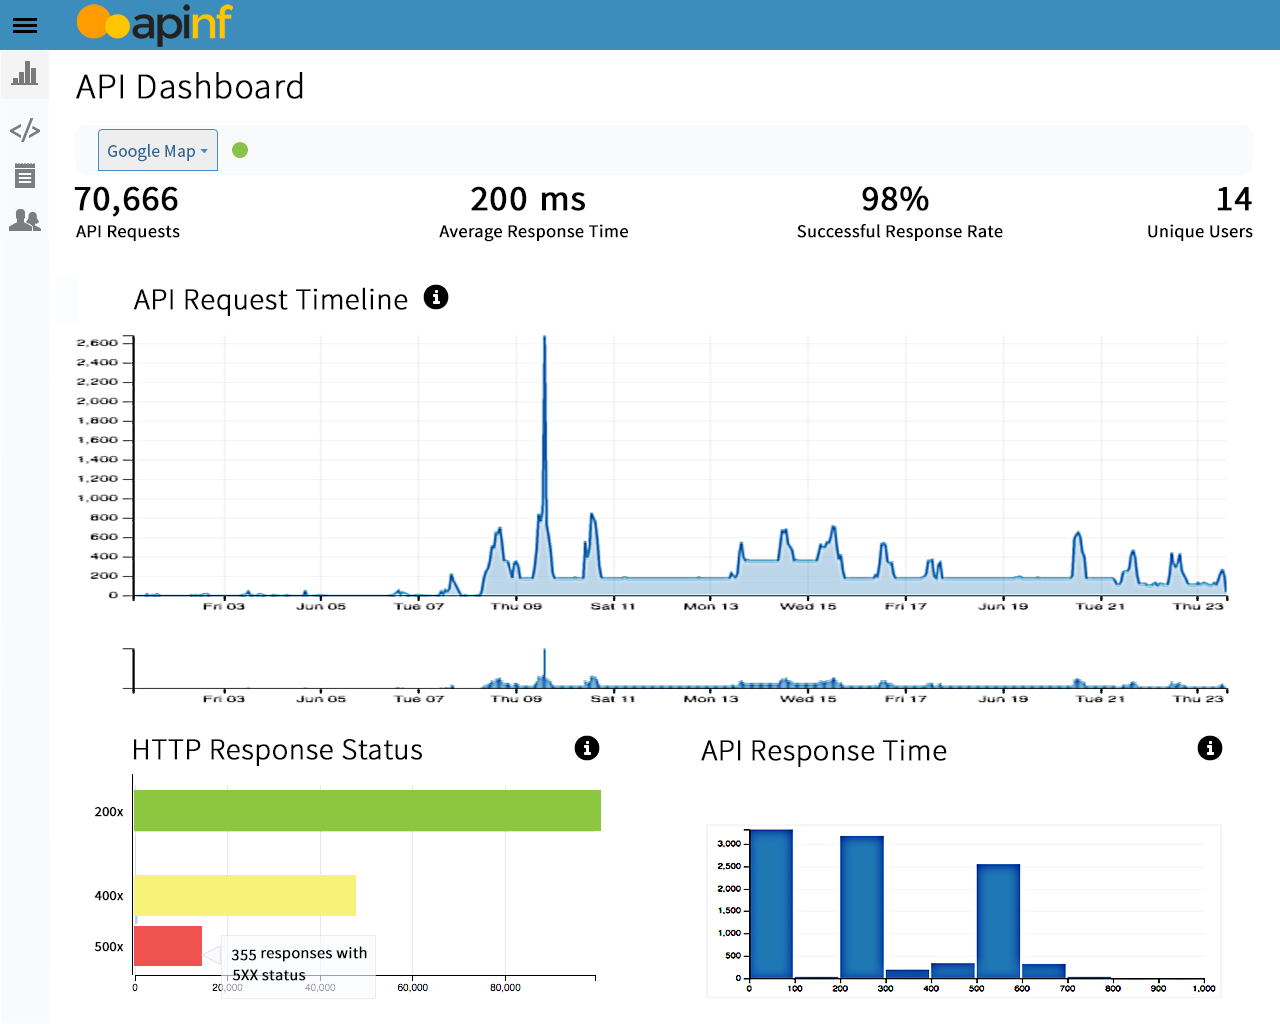 apinf
API Dashboard
Google Map
70,666
API Requests
200 ms
Average Response Time
98%
Successful Response Rate
14
Unique Users
API Request Timeline
2,600
2,400
2,200
2,000
1,800
1,600
1,400
1,200
1,000
800
600
400
200
0
Fri 03 Jun 05 Tue 07 Thu 09 Sat 11 Mon 13 Wed 15 Fri 17 Jun 19 Tue 21 Thu 23
Fri 03 Jun 05 Tue 07 Thu 09 Sat 11 Mon 13 Wed 15 Fri 17 Jun 19 Tue 21 Thu 23
HTTP Response Status
200x
400x
500x
355 responses with
5XX status
0 20,000 40,000 60,000 80,000
API Response Time
3,000
2,500
2,000
1,500
1,000
500
0
0 100 200 300 400 500 600 700 800 900 1,000